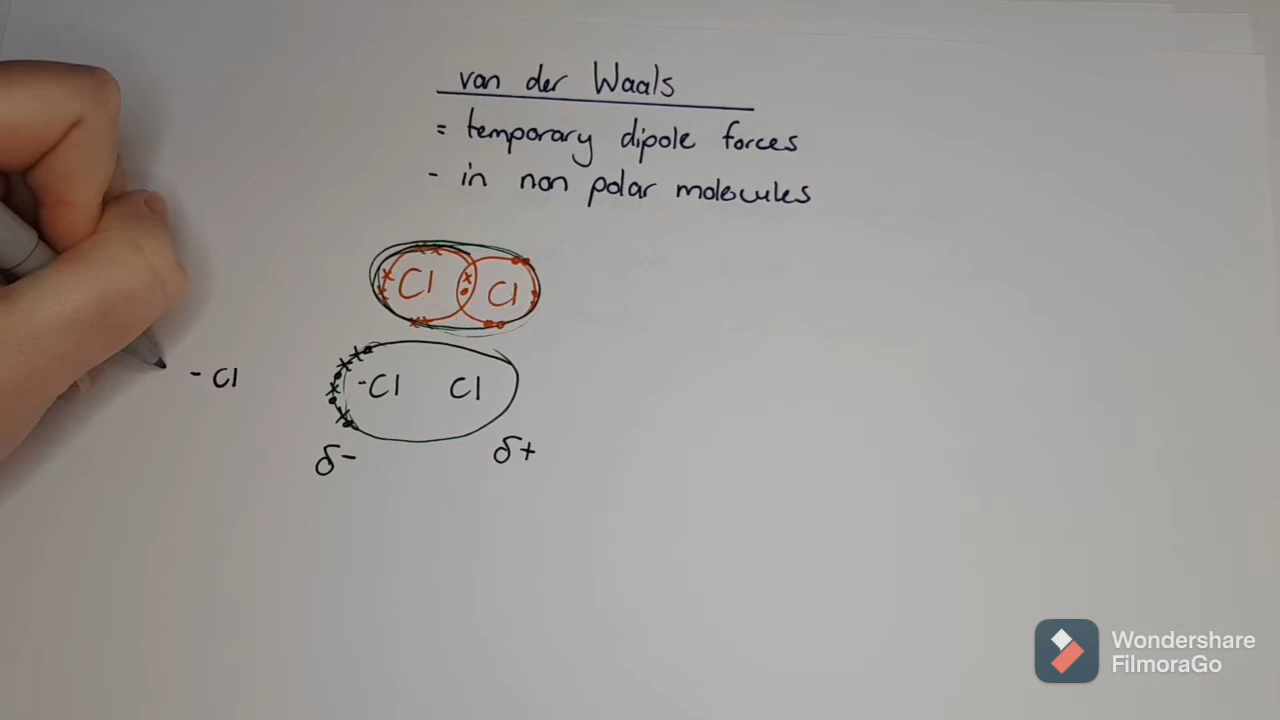 van der Waals
= temporary dipole forces
- in non polar molecules
Cl Cl
- Cl
-Cl Cl
δ- δ+
Wondershare
FilmoraGo